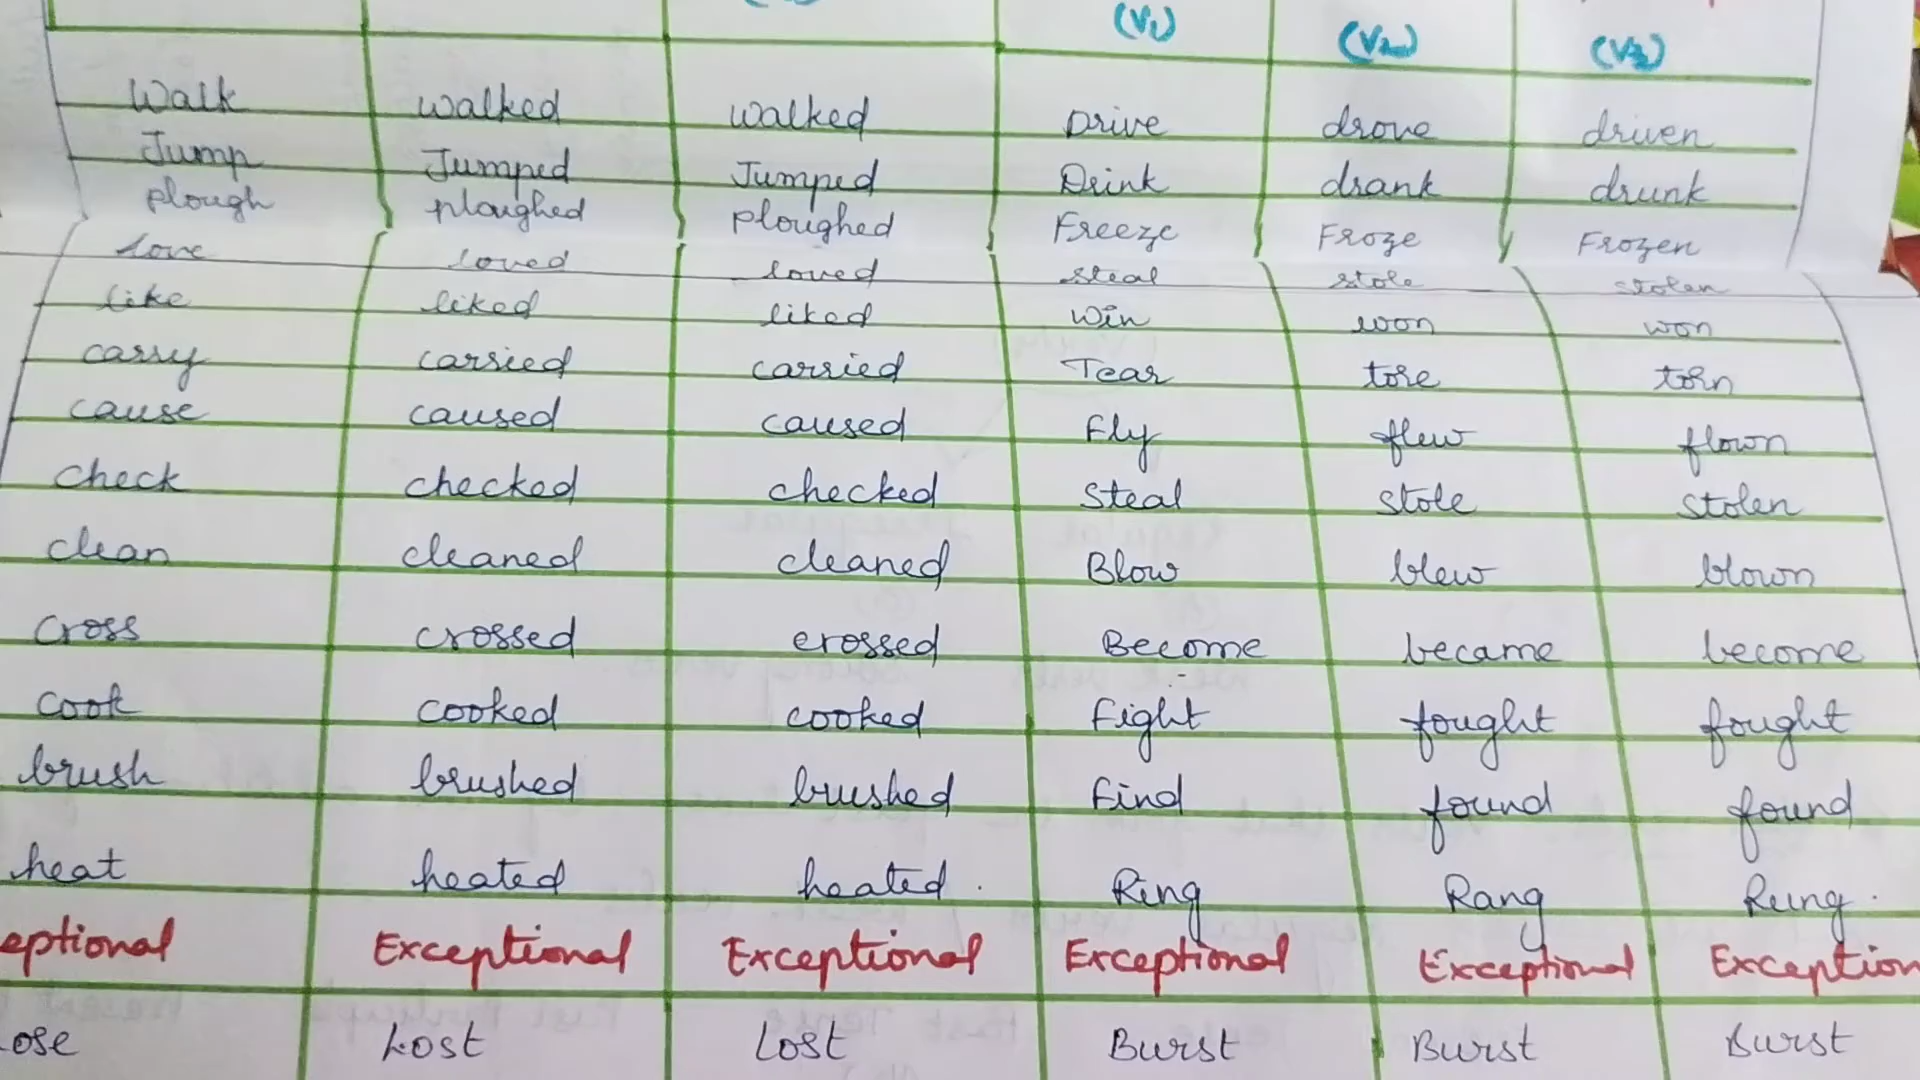 (V1) (V2) (V3)
Walk walked walked Drive drove driven
Jump Jumped Jumped Drink drank drunk
plough ploughed ploughed Freeze Froze Frozen
love loved loved steal stole stolen
like liked liked Win won won
carry carried carried Tear tore torn
cause caused caused Fly flew flown
check checked checked Steal stole stolen
clean cleaned cleaned Blow blew blown
cross crossed crossed Become became become
cook cooked cooked Fight fought fought
brush brushed brushed Find found found
heat heated heated. Ring Rang Rung.
eptional Exceptional Exceptional Exceptional Exceptional Exception
ose Lost Lost Burst Burst Burst